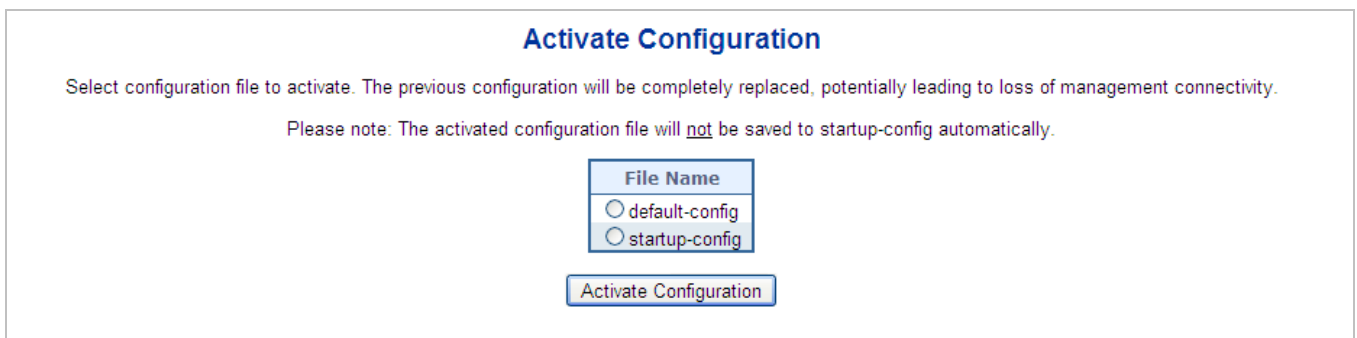 Activate Configuration
Select configuration file to activate. The previous configuration will be completely replaced, potentially leading to loss of management connectivity.
Please note: The activated configuration file will not be saved to startup-config automatically.
File Name
default-config
startup-config
Activate Configuration